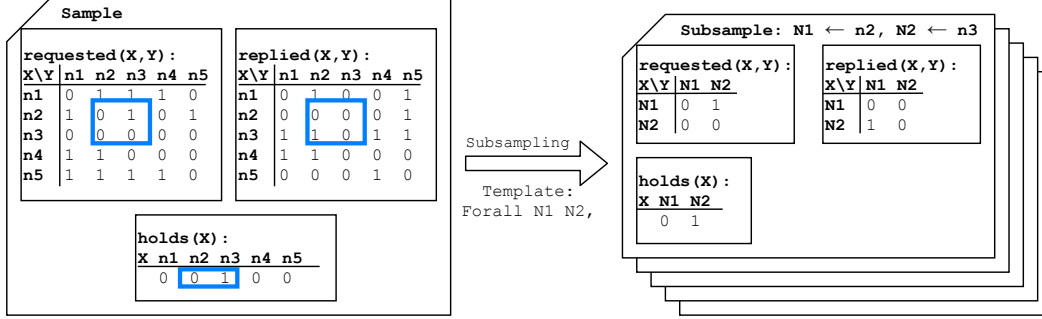 Sample
requested(X,Y):
X\Y n1 n2 n3 n4 n5
n1 0 1 1 1 0
n2 1 0 1 0 1
n3 0 0 0 0 0
n4 1 1 0 0 0
n5 1 1 1 1 0
replied(X,Y):
X\Y n1 n2 n3 n4 n5
n1 0 1 0 0 1
n2 0 0 0 0 1
n3 1 1 0 1 1
n4 1 1 0 0 0
n5 0 0 0 1 0
holds(X):
X n1 n2 n3 n4 n5
0 0 1 0 0
Subsampling
Template:
Forall N1 N2,
Subsample: N1 ← n2, N2 ← n3
requested(X,Y):
X\Y N1 N2
N1 0 1
N2 0 0
replied(X,Y):
X\Y N1 N2
N1 0 0
N2 1 0
holds(X):
X N1 N2
0 1